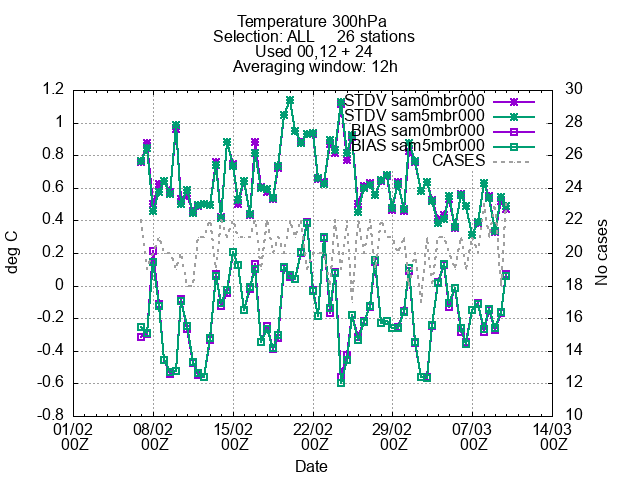 Temperature 300hPa
Selection: ALL 26 stations
Used 00,12 + 24
Averaging window: 12h
STDV sam0mbr000
STDV sam5mbr000
BIAS sam0mbr000
BIAS sam5mbr000
CASES
1.2
1
0.8
0.6
0.4
0.2
0
-0.2
-0.4
-0.6
-0.8
deg C
30
28
26
24
22
20
18
16
14
12
10
No cases
01/02 08/02 15/02 22/02 29/02 07/03 14/03
00Z 00Z 00Z 00Z 00Z 00Z 00Z
Date